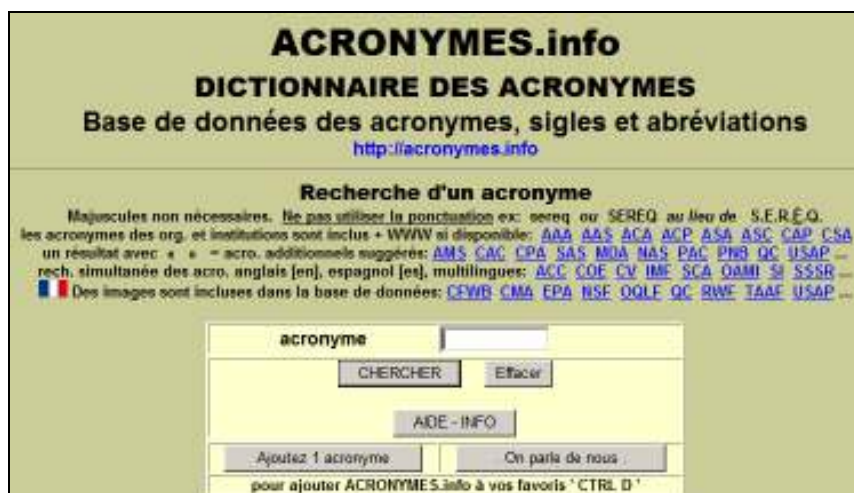 ACRONYMES.info
DICTIONNAIRE DES ACRONYMES
Base de données des acronymes, sigles et abréviations
http://acronymes.info
Recherche d'un acronyme
Majuscules non nécessaires. Ne pas utiliser la ponctuation ex: sereq ou SEREQ au lieu de S.E.R.É.Q.
les acronymes des org. et institutions sont inclus + WWW si disponible: AAA AAS ACA ACP ASA ASC CAP CSA
un résultat avec « » = acro. additionnels suggérés: AMS CAC CPA SAS MDA NAS PAC PNB QC USAP ...
rech. simultanée des acro. anglais [en], espagnol [es], multilingues: ACC COE CV IMF SCA OAMI SI SSSR ...
Des images sont incluses dans la base de données: CFWB CMA EPA NSF OQLF QC RWF TAAF USAP ...
acronyme
CHERCHER Effacer
AIDE - INFO
Ajoutez 1 acronyme On parle de nous
pour ajouter ACRONYMES.info à vos favoris ' CTRL D '